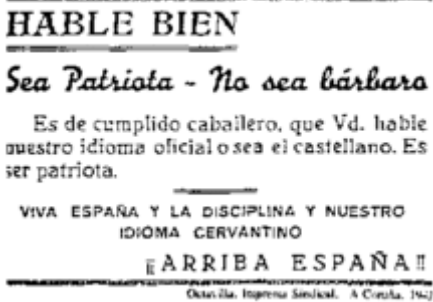 HABLE BIEN
Sea Patriota - No sea bárbaro
Es de cumplido caballero, que Vd. hable
nuestro idioma oficial o sea el castellano. Es
ser patriota.
VIVA ESPAÑA Y LA DISCIPLINA Y NUESTRO
IDIOMA CERVANTINO
¡¡ARRIBA ESPAÑA!!
Imprenta Sindical. A Coruña,